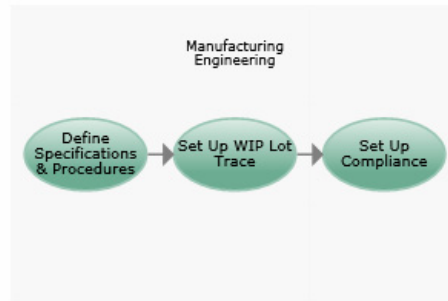 Manufacturing
Engineering
Define
Specifications
& Procedures
Set Up WIP Lot
Trace
Set Up
Compliance